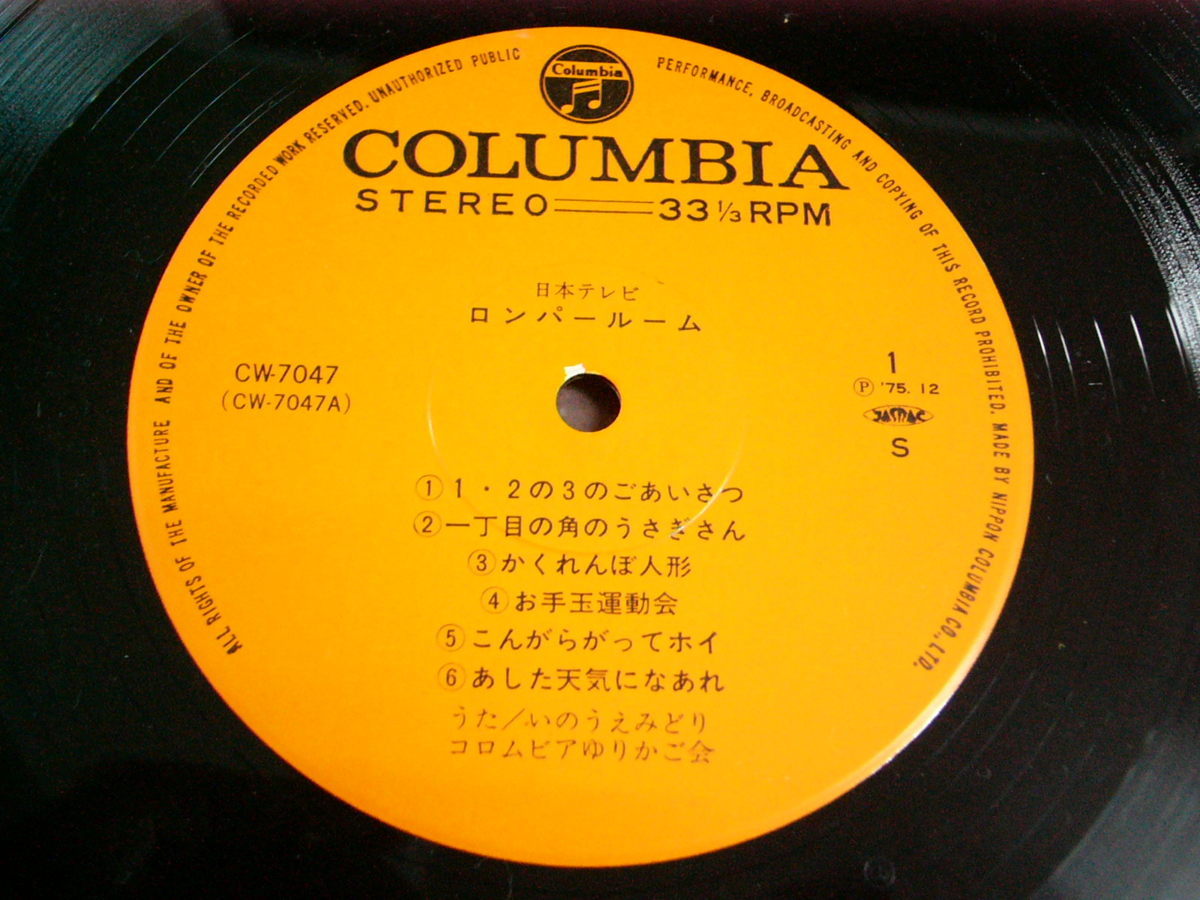 ALL RIGHTS OF THE MANUFACTURE AND OF THE OWNER OF THE RECORDED WORK RESERVED. UNAUTHORIZED PUBLIC PERFORMANCE, BROADCASTING AND COPYING OF THIS RECORD PROHIBITED. MADE BY NIPPON COLUMBIA CO., LTD.
Columbia
COLUMBIA
STEREO 33 1/3 RPM
日本テレビ
ロンパールーム
CW-7047
(CW-7047A)
1
Ⓟ '75. 12
JASRAC
S
①1・2の3のごあいさつ
②一丁目の角のうさぎさん
③かくれんぼ人形
④お手玉運動会
⑤こんがらがってホイ
⑥あした天気になあれ
うた/いのうえみどり
コロムビアゆりかご会